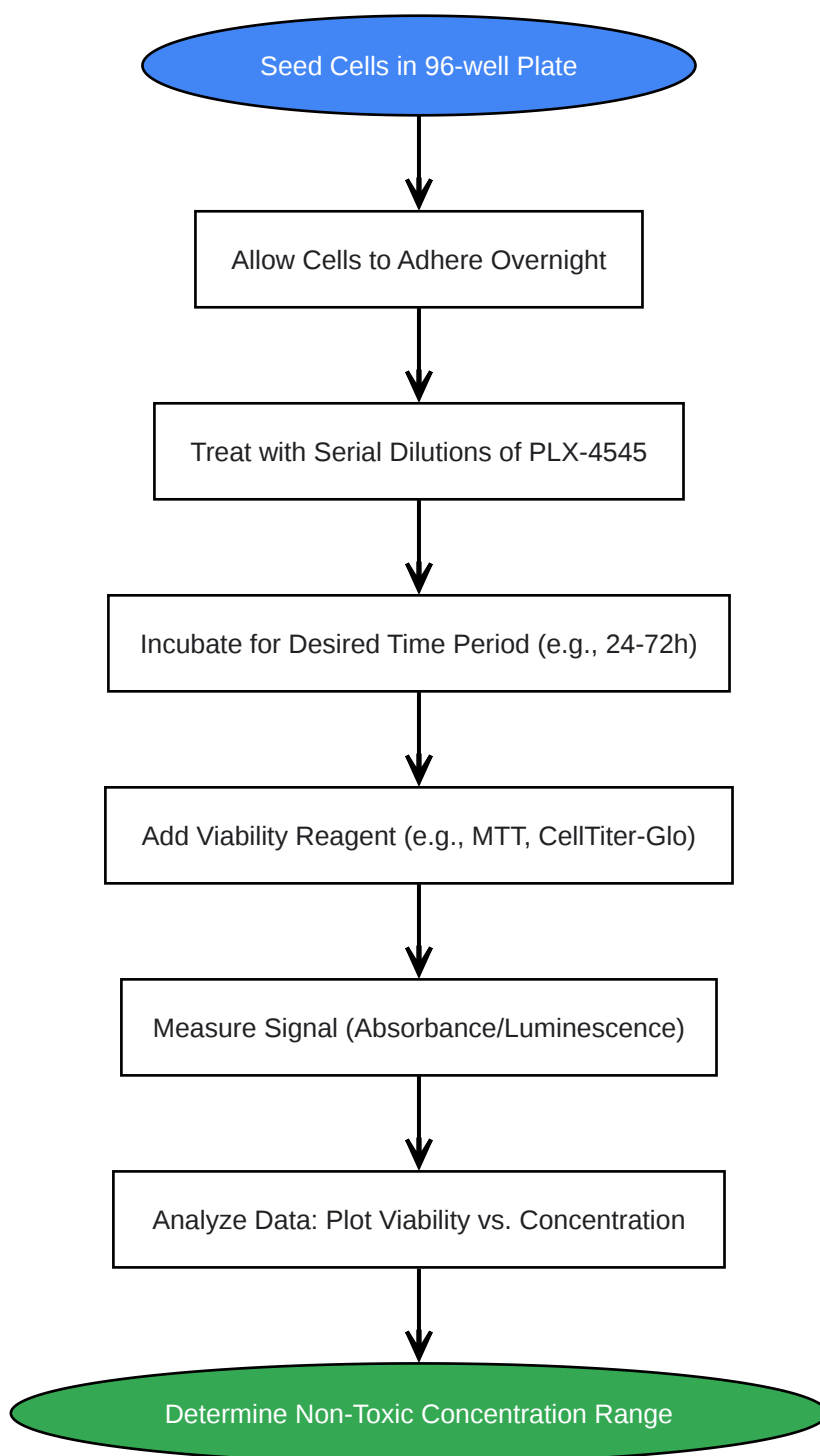 Seed Cells in 96-well Plate
Allow Cells to Adhere Overnight
Treat with Serial Dilutions of PLX-4545
Incubate for Desired Time Period (e.g., 24-72h)
Add Viability Reagent (e.g., MTT, CellTiter-Glo)
Measure Signal (Absorbance/Luminescence)
Analyze Data: Plot Viability vs. Concentration
Determine Non-Toxic Concentration Range